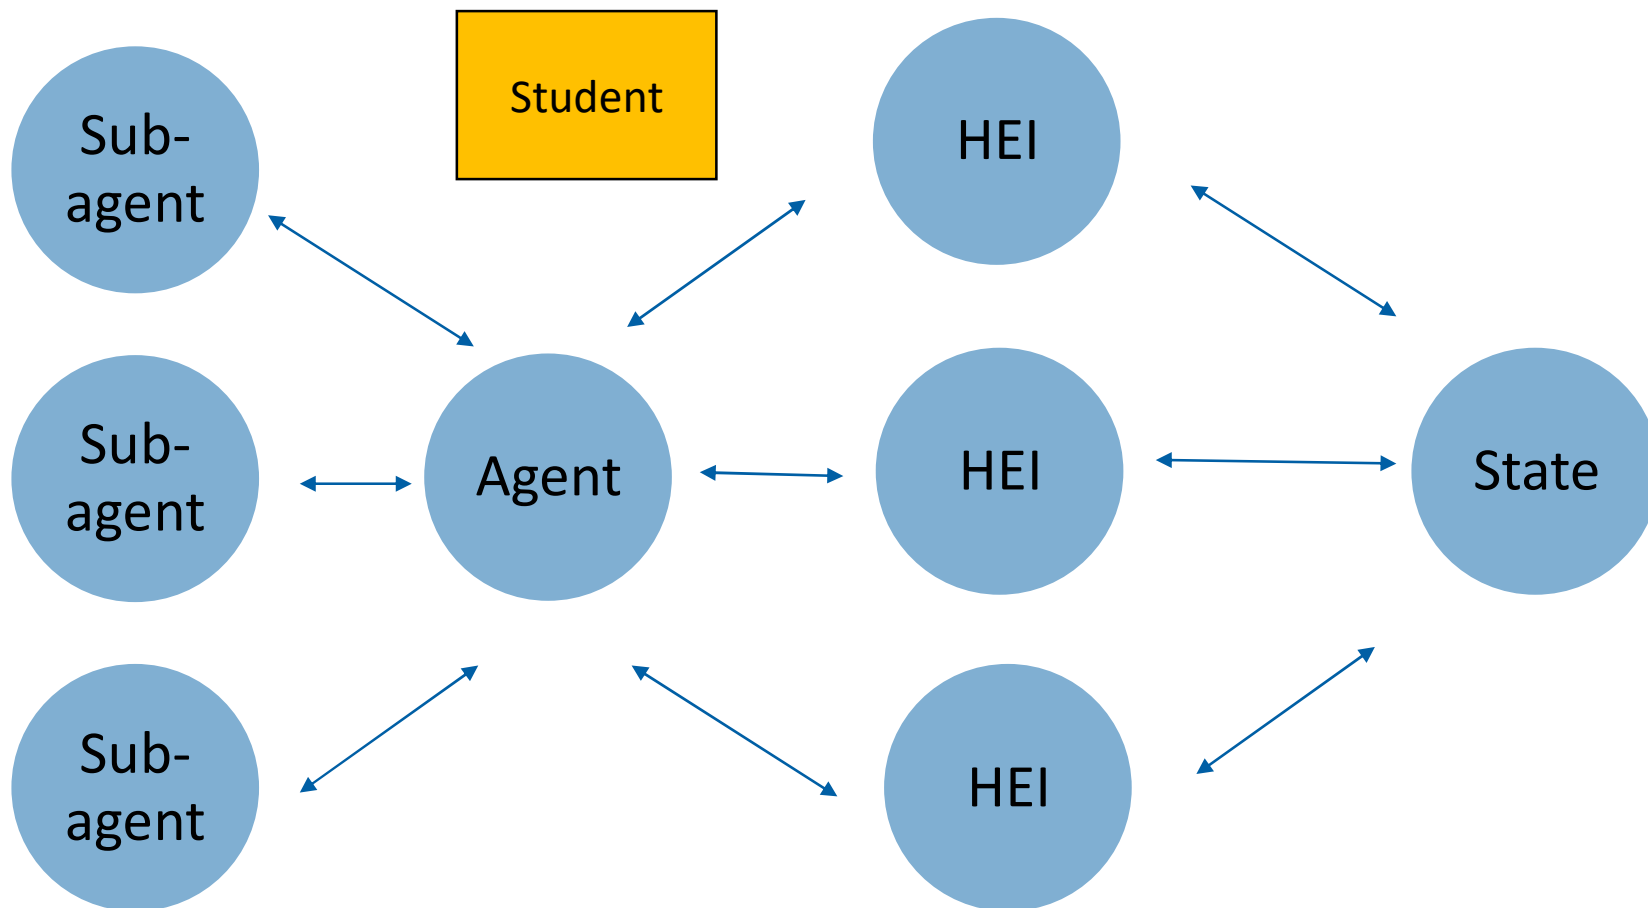 Student
Sub-
agent
HEI
Sub-
agent
Agent
HEI
State
Sub-
agent
HEI